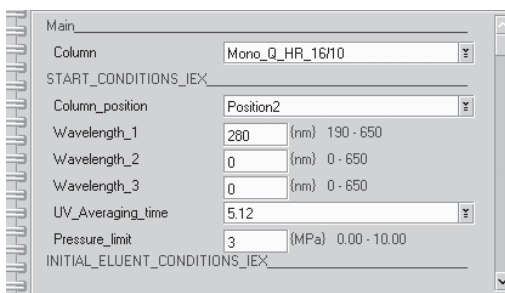 Main
Column Mono_Q_HR_16/10
START_CONDITIONS_IEX
Column_position Position2
Wavelength_1 280 {nm} 190 - 650
Wavelength_2 0 {nm} 0 - 650
Wavelength_3 0 {nm} 0 - 650
UV_Averaging_time 5.12
Pressure_limit 3 {MPa} 0.00 - 10.00
INITIAL_ELUENT_CONDITIONS_IEX